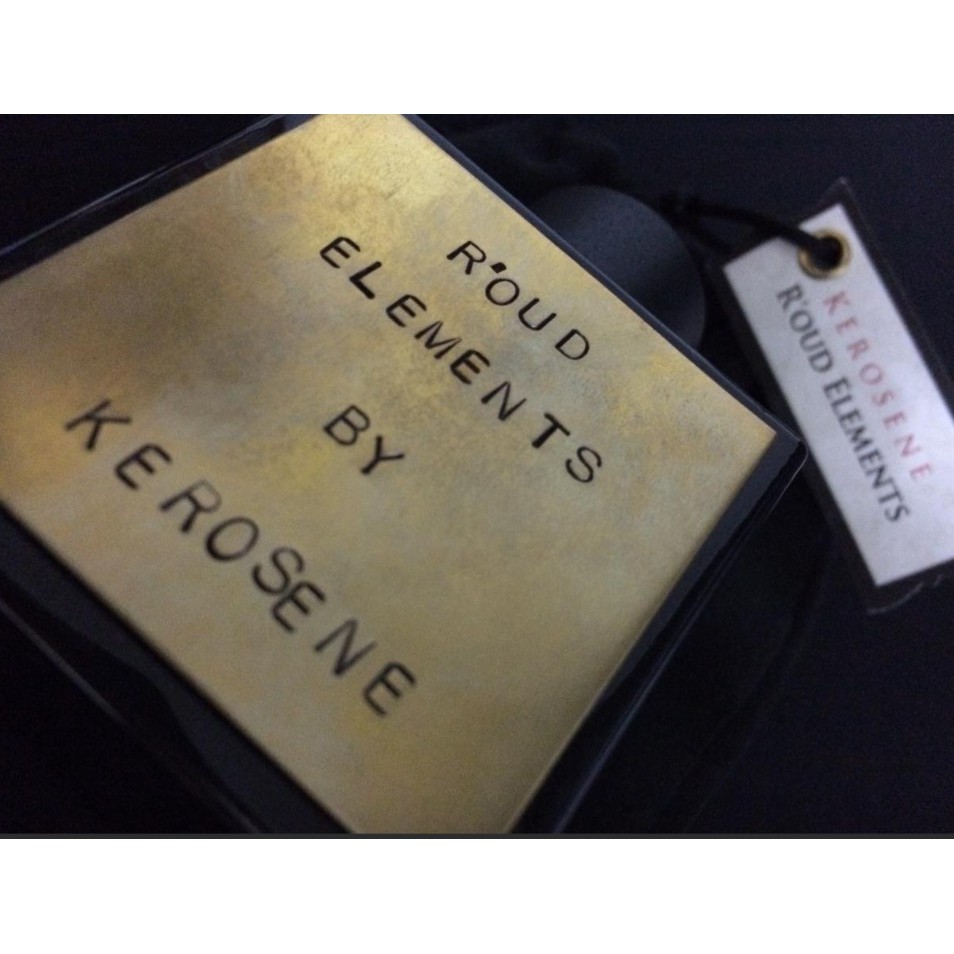 R'OUD
ELEMENTS
BY
KEROSENE
KEROSENE
R'OUD ELEMENTS